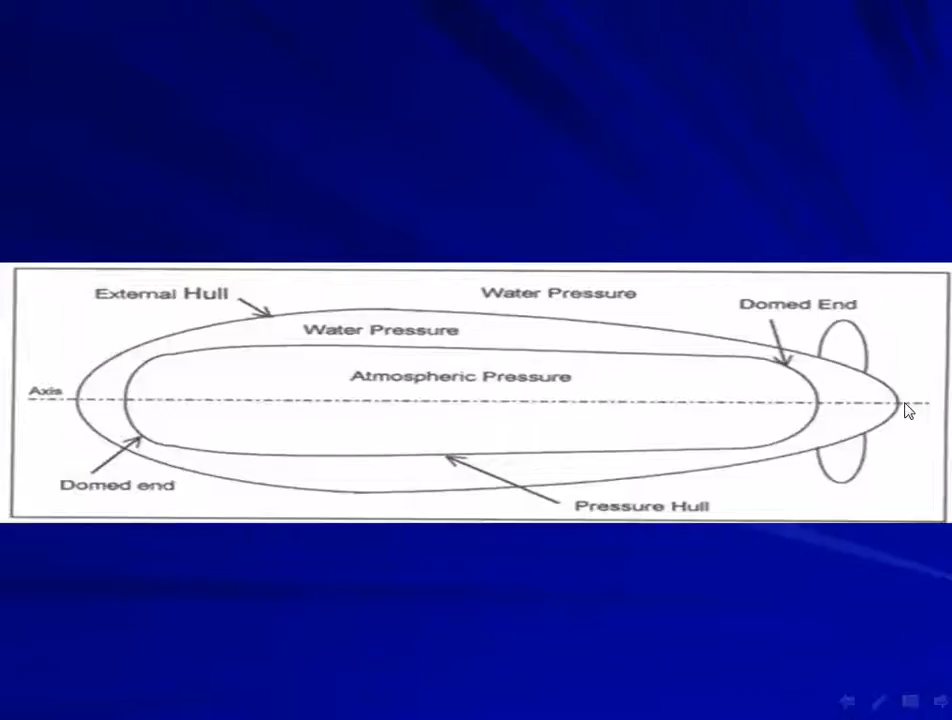 External Hull
Water Pressure
Domed End
Water Pressure
Atmospheric Pressure
Axis
Domed end
Pressure Hull